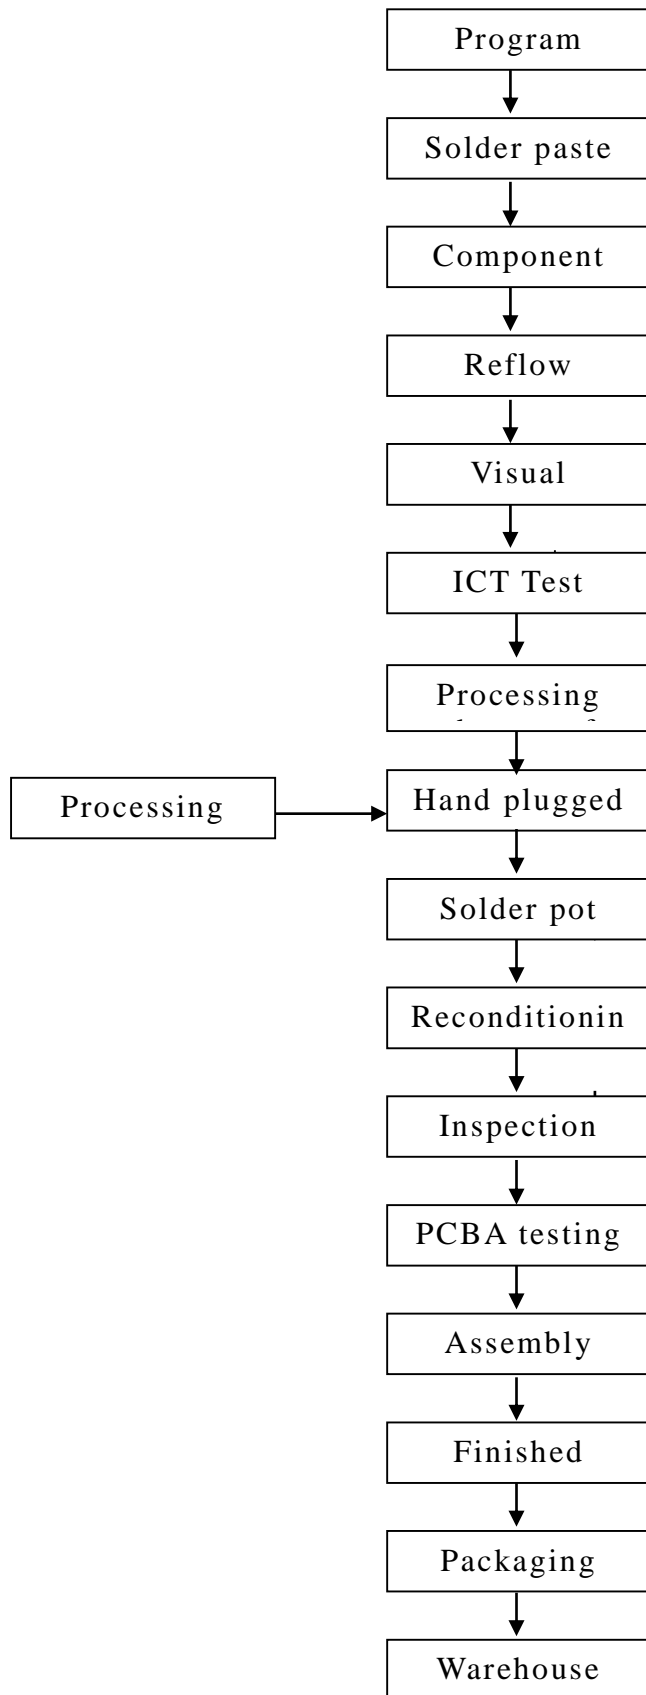 Program
Solder paste
Component
Reflow
Visual
ICT Test
Processing
Processing
Hand plugged
Solder pot
Reconditionin
Inspection
PCBA testing
Assembly
Finished
Packaging
Warehouse